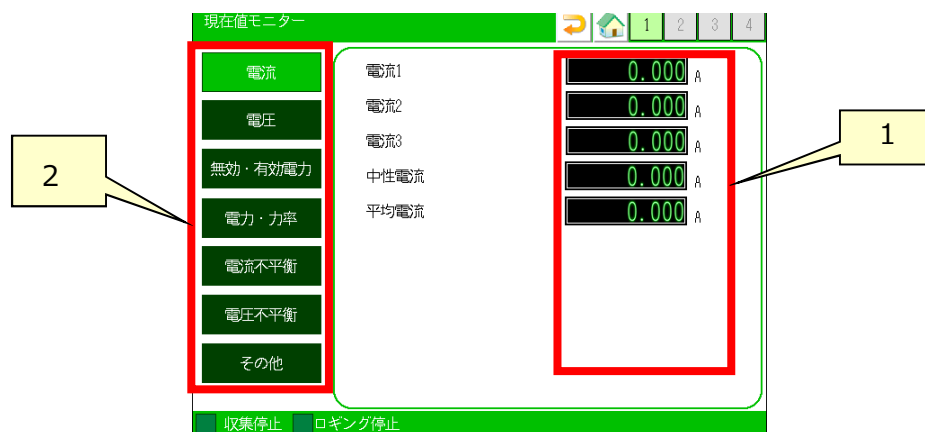 現在値モニター
1 2 3 4
電流
電圧
無効・有効電力
電力・力率
電流不平衡
電圧不平衡
その他
電流1 0.000 A
電流2 0.000 A
電流3 0.000 A
中性電流 0.000 A
平均電流 0.000 A
収集停止 ロギング停止
2
1